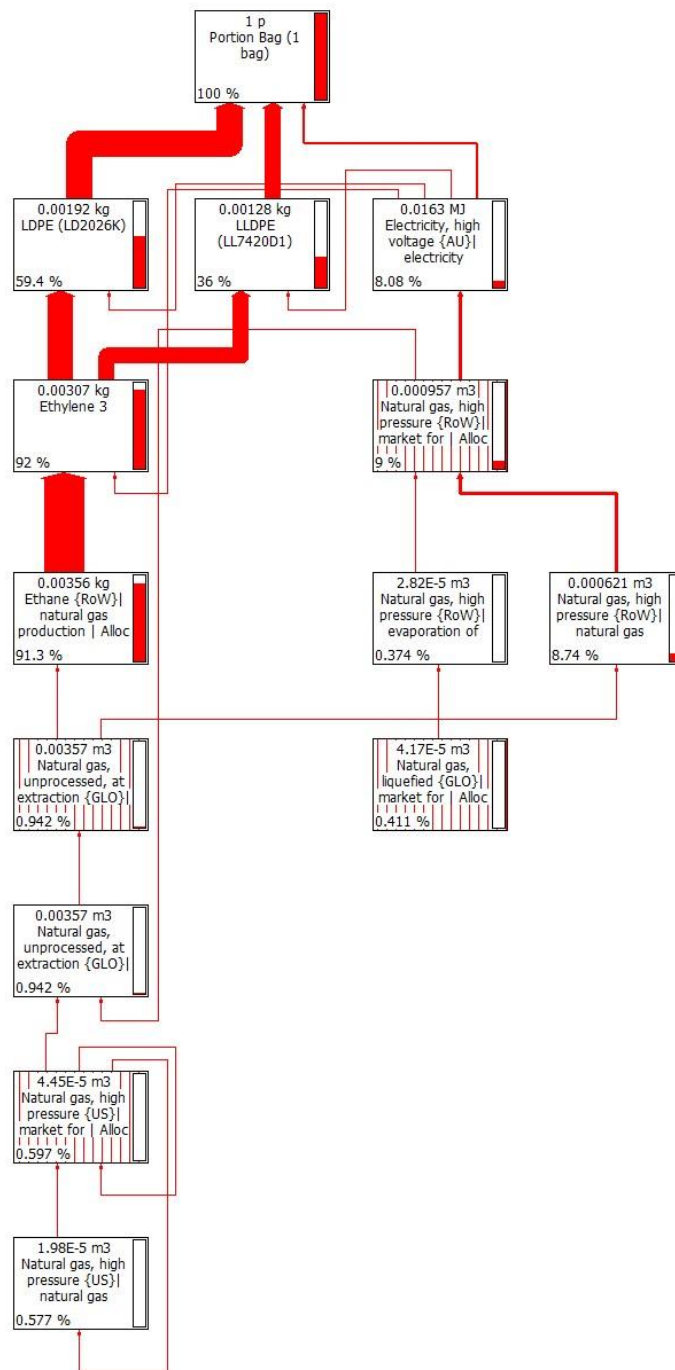 1 p
Portion Bag (1
bag)
100 %
0.00192 kg
LDPE (LD2026K)
59.4 %
0.00128 kg
LLDPE
(LL7420D1)
36 %
0.0163 MJ
Electricity, high
voltage {AU}|
electricity
8.08 %
0.00307 kg
Ethylene 3
92 %
0.000957 m3
Natural gas, high
pressure {RoW}|
market for | Alloc
9 %
0.00356 kg
Ethane {RoW}|
natural gas
production | Alloc
91.3 %
2.82E-5 m3
Natural gas, high
pressure {RoW}|
evaporation of
0.374 %
0.000621 m3
Natural gas, high
pressure {RoW}|
natural gas
8.74 %
0.00357 m3
Natural gas,
unprocessed, at
extraction {GLO}|
0.942 %
4.17E-5 m3
Natural gas,
liquefied {GLO}|
market for | Alloc
0.411 %
0.00357 m3
Natural gas,
unprocessed, at
extraction {GLO}|
0.942 %
4.45E-5 m3
Natural gas, high
pressure {US}|
market for | Alloc
0.597 %
1.98E-5 m3
Natural gas, high
pressure {US}|
natural gas
0.577 %